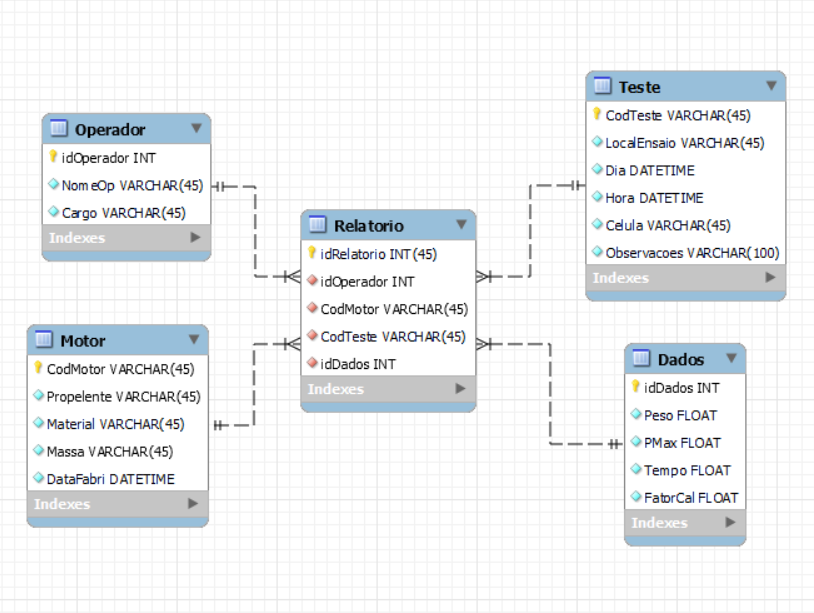 Operador
idOperador INT
NomeOp VARCHAR(45)
Cargo VARCHAR(45)
Indexes
Motor
CodMotor VARCHAR(45)
Propelente VARCHAR(45)
Material VARCHAR(45)
Massa VARCHAR(45)
DataFabri DATETIME
Indexes
Relatorio
idRelatorio INT(45)
idOperador INT
CodMotor VARCHAR(45)
CodTeste VARCHAR(45)
idDados INT
Indexes
Teste
CodTeste VARCHAR(45)
LocalEnsaio VARCHAR(45)
Dia DATETIME
Hora DATETIME
Celula VARCHAR(45)
Observacoes VARCHAR(100)
Indexes
Dados
idDados INT
Peso FLOAT
PMax FLOAT
Tempo FLOAT
FatorCal FLOAT
Indexes